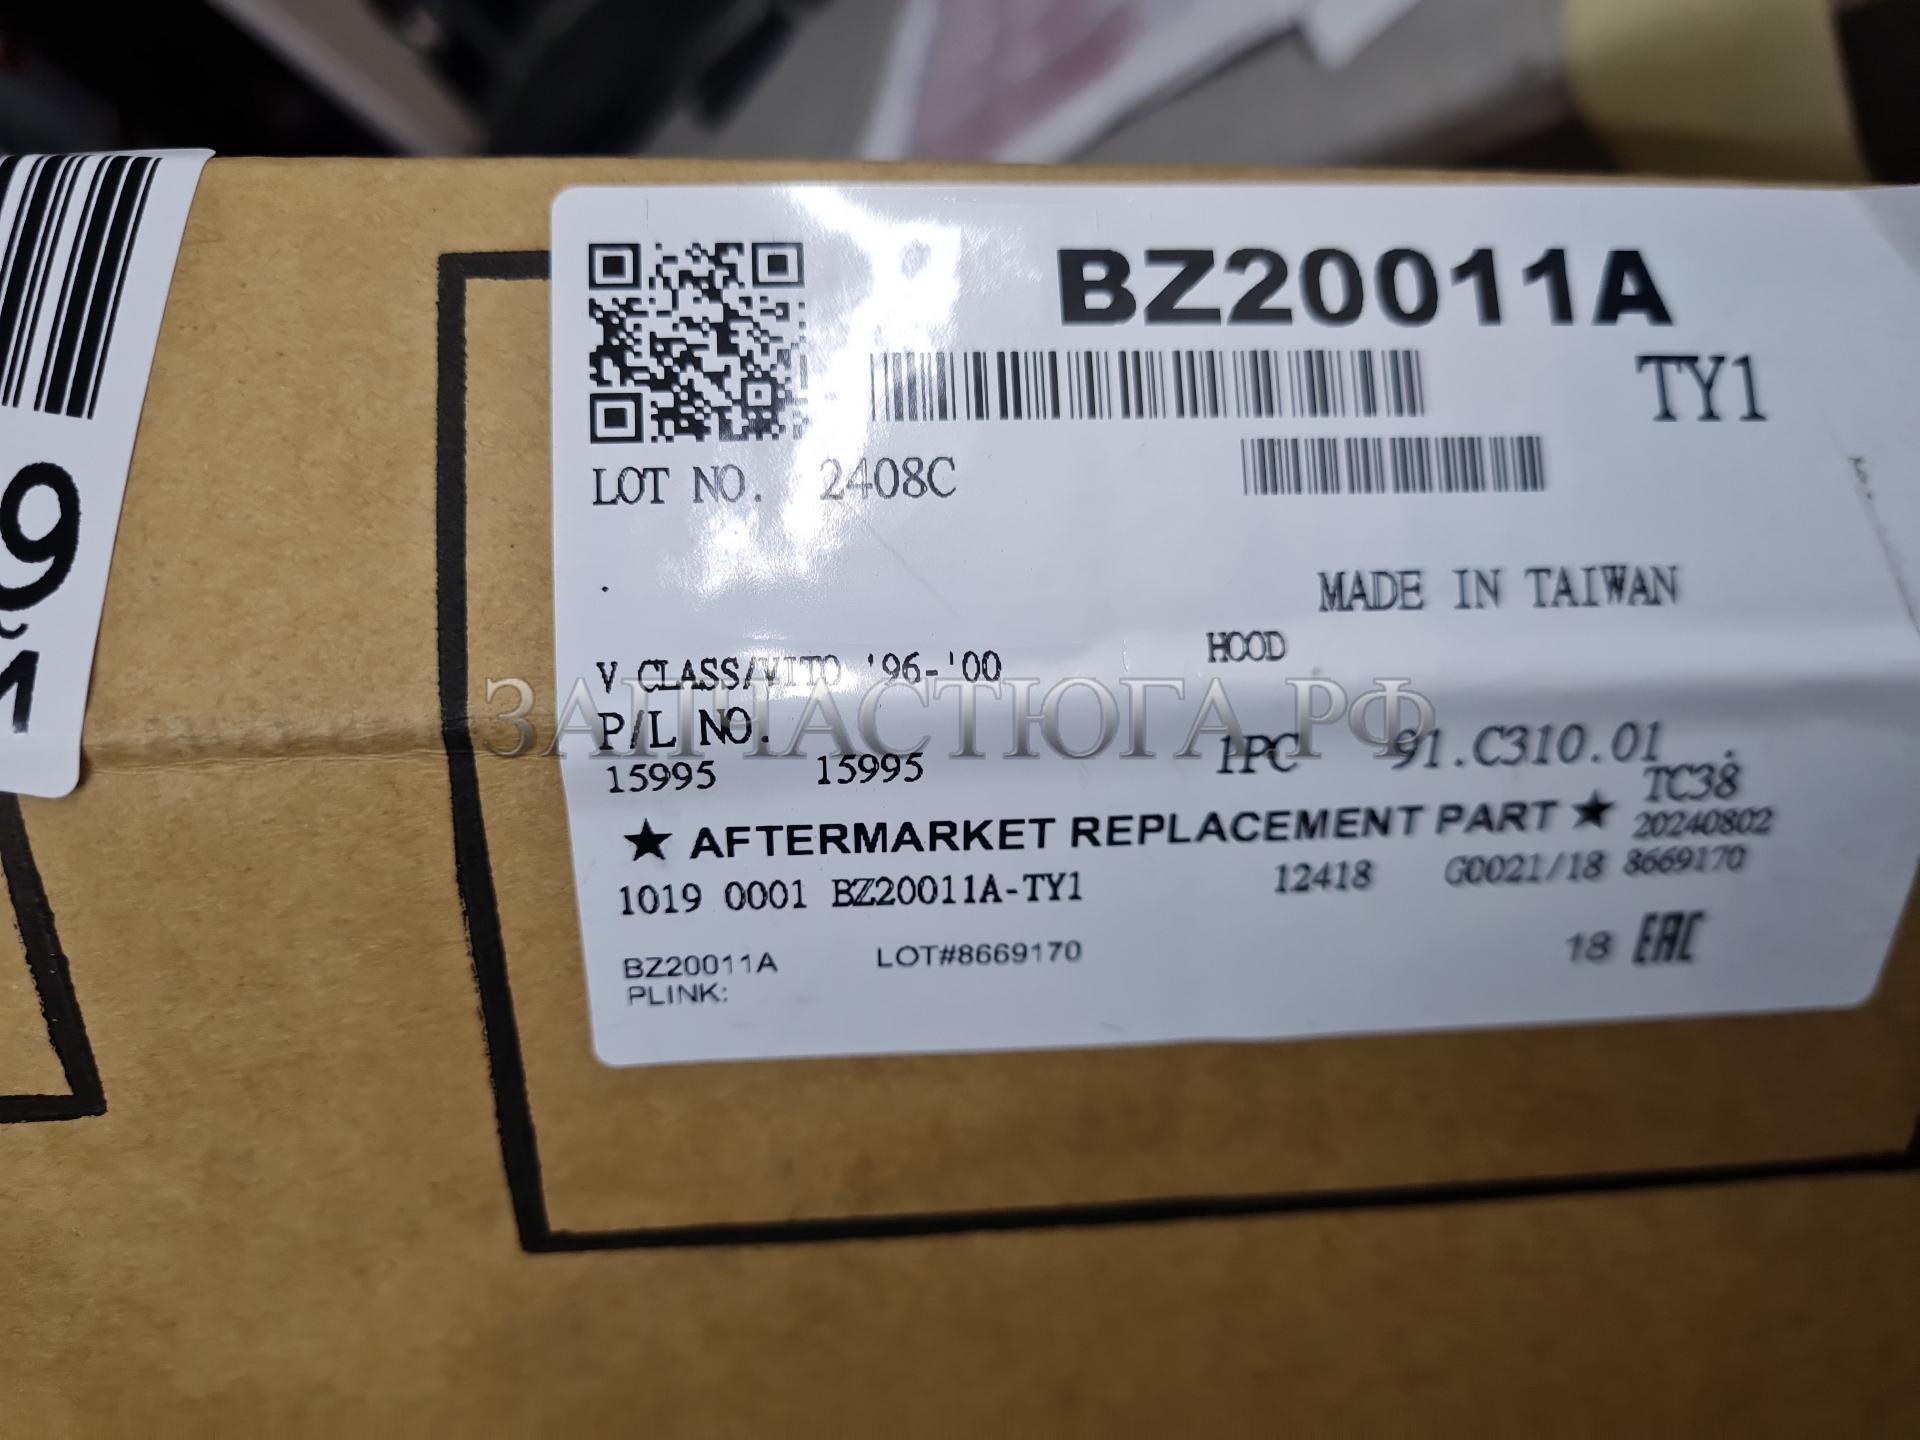 BZ20011A
TY1
LOT NO. 2408C
MADE IN TAIWAN
HOOD
V CLASS/VITO '96-'00
P/L NO.
ЗАПЧАСТЮГА.РФ
15995 15995 1PC 91.C310.01
TC38
★ AFTERMARKET REPLACEMENT PART ★ 20240802
1019 0001 BZ20011A-TY1 12418 G0021/18 8669170
BZ20011A LOT#8669170 18 EAC
PLINK:
9